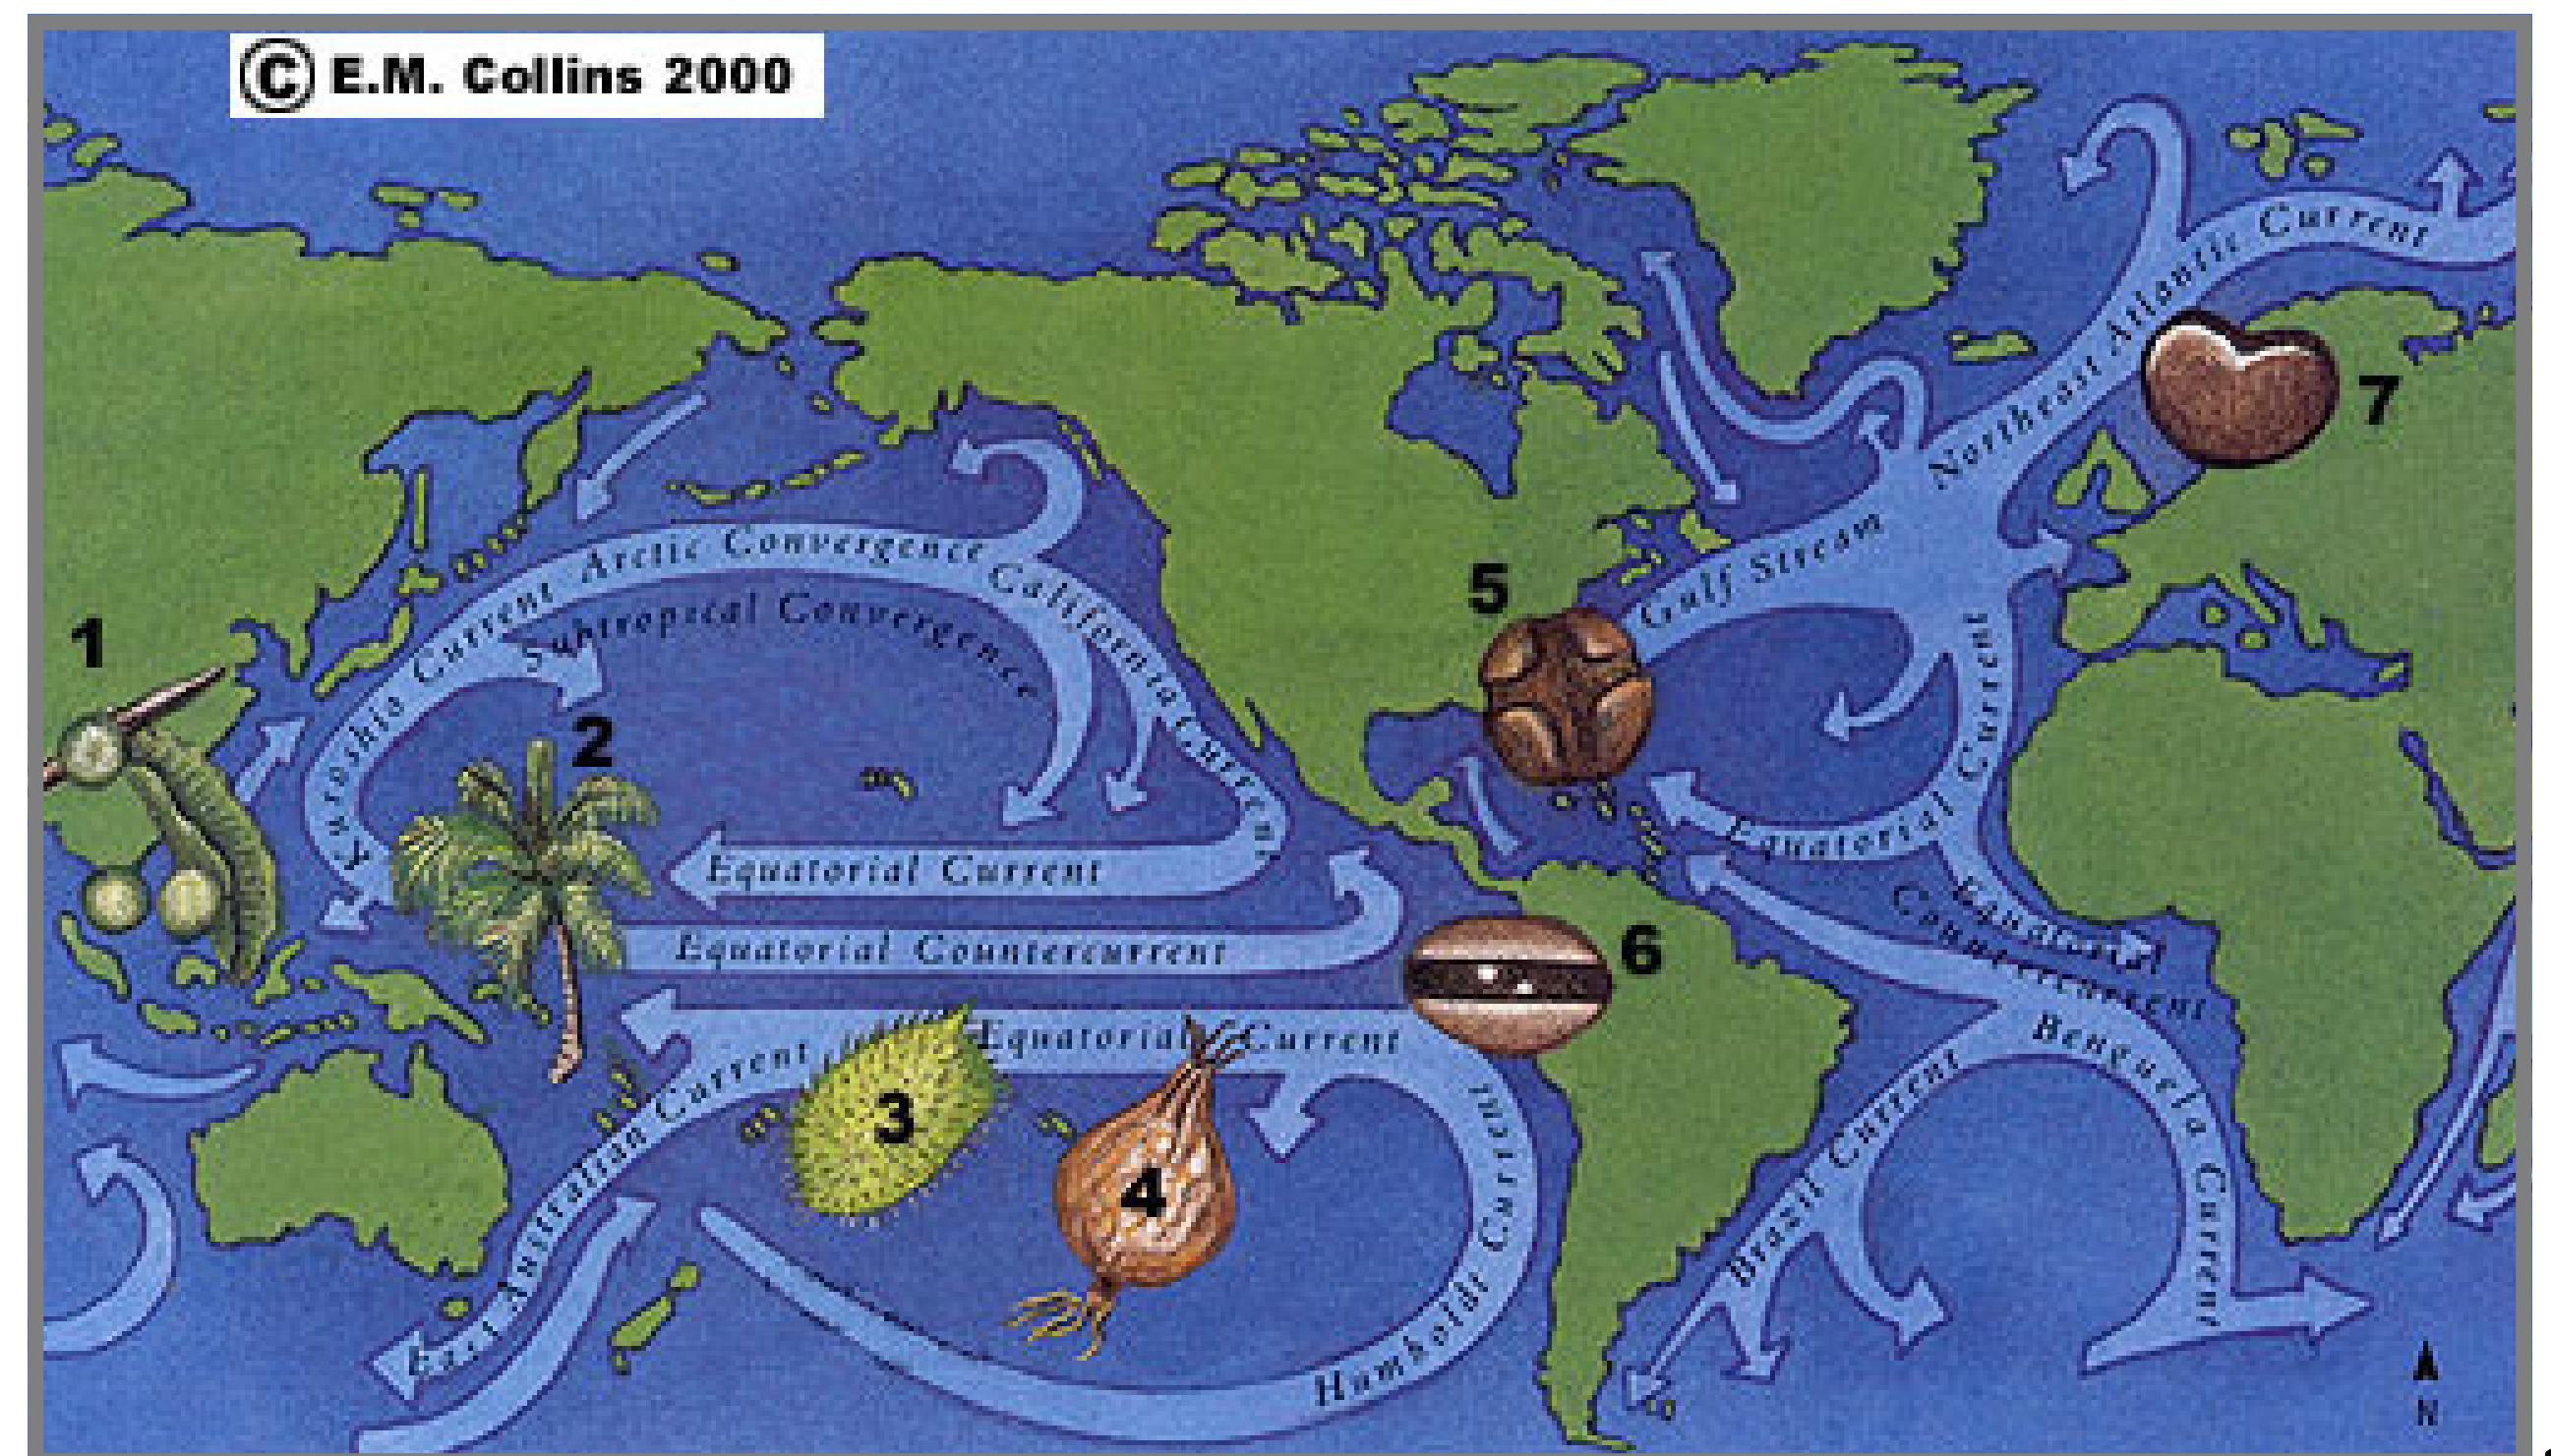 © E.M. Collins 2000
Northeast Atlantic Current
7
Arctic Convergence
Gulf Stream
5
Kuroshio Current
Subtropical Convergence
California Current
1
2
Equatorial Current
Equatorial Current
Equatorial Countercurrent
Equatorial
Countercurrent
6
Equatorial Current
3
4
East Australian Current
Humboldt Current
Brazil Current
Benguela Current
N